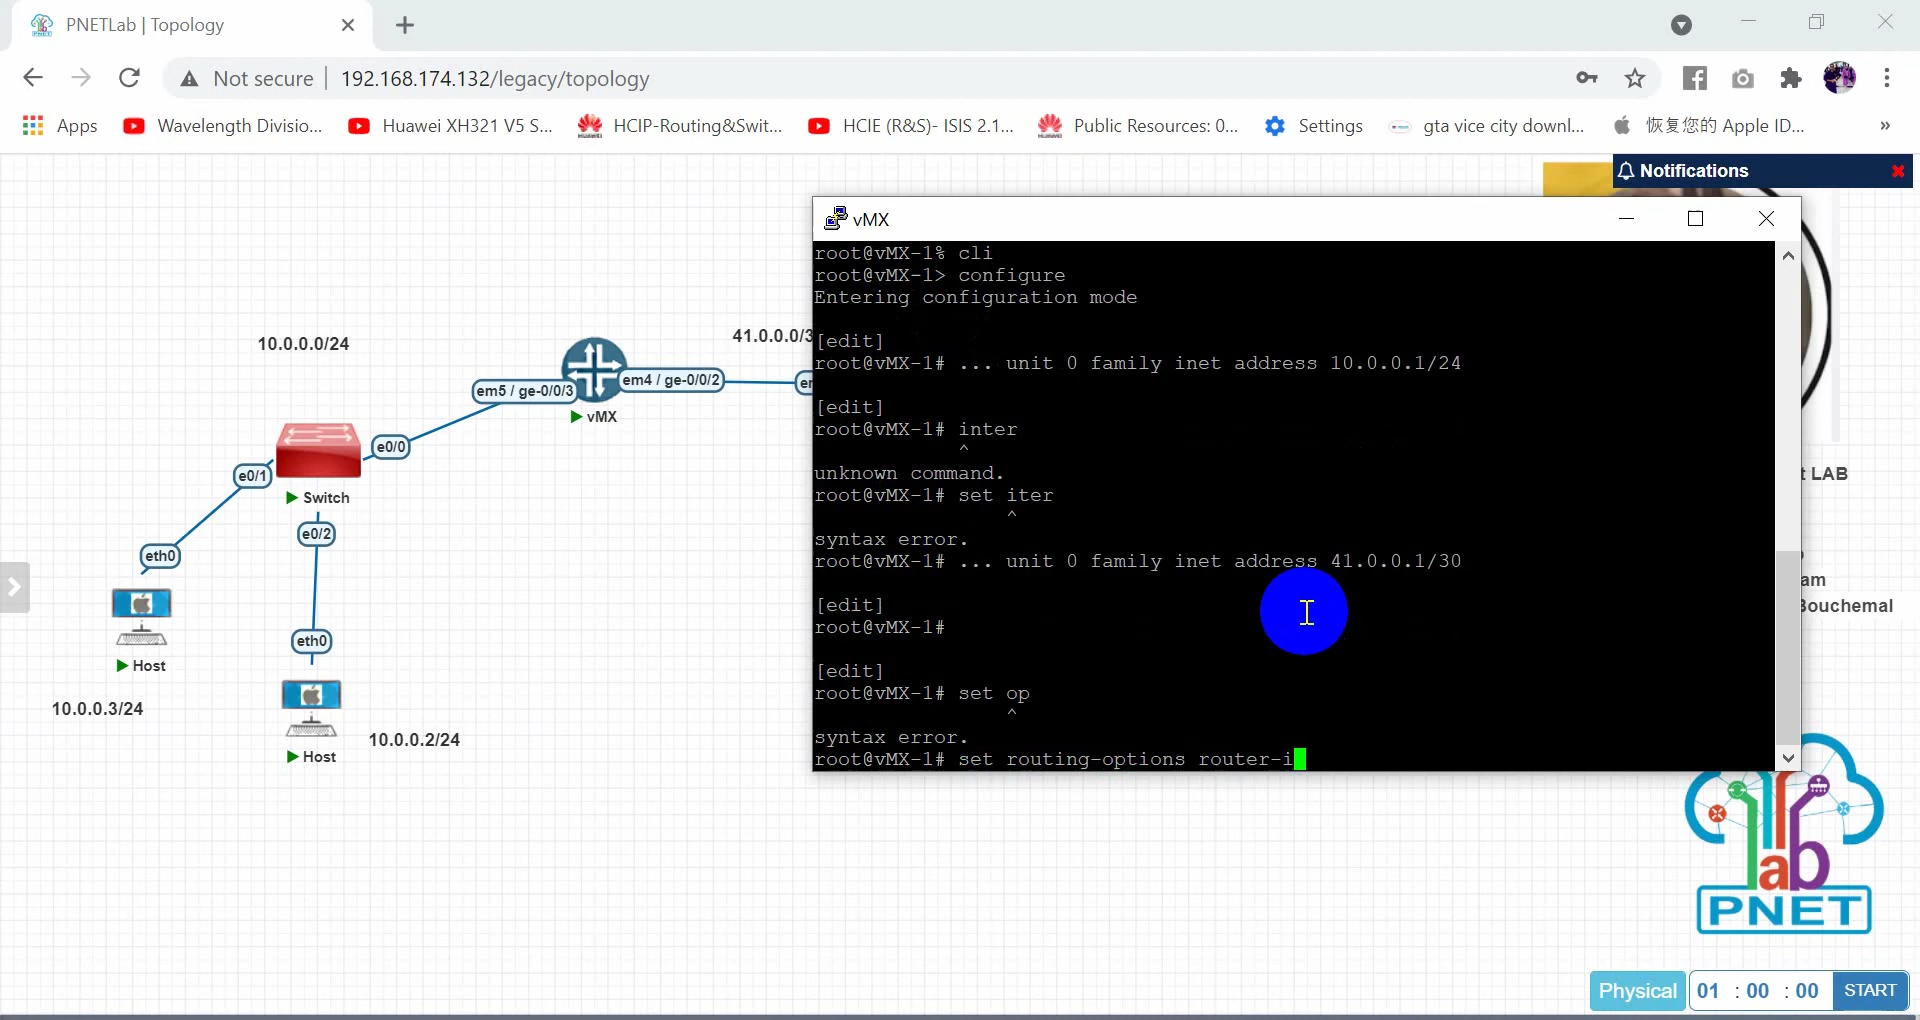 PNETLab | Topology
Not secure | 192.168.174.132/legacy/topology
Apps
Wavelength Divisio...
Huawei XH321 V5 S...
HCIP-Routing&Swit...
HCIE (R&S)- ISIS 2.1...
Public Resources: 0...
Settings
gta vice city downl...
恢复您的 Apple ID...
»
Notifications
vMX
root@vMX-1% cli
root@vMX-1> configure
Entering configuration mode
[edit]
root@vMX-1# ... unit 0 family inet address 10.0.0.1/24
[edit]
root@vMX-1# inter
^
unknown command.
root@vMX-1# set iter
^
syntax error.
root@vMX-1# ... unit 0 family inet address 41.0.0.1/30
[edit]
root@vMX-1#
[edit]
root@vMX-1# set op
^
syntax error.
root@vMX-1# set routing-options router-i
10.0.0.0/24
41.0.0.0/3
em5 / ge-0/0/3
em4 / ge-0/0/2
er
vMX
e0/0
e0/1
Switch
e0/2
eth0
Host
10.0.0.3/24
eth0
Host
10.0.0.2/24
t LAB
am
Bouchemal
lab
PNET
Physical
01 : 00 : 00
START